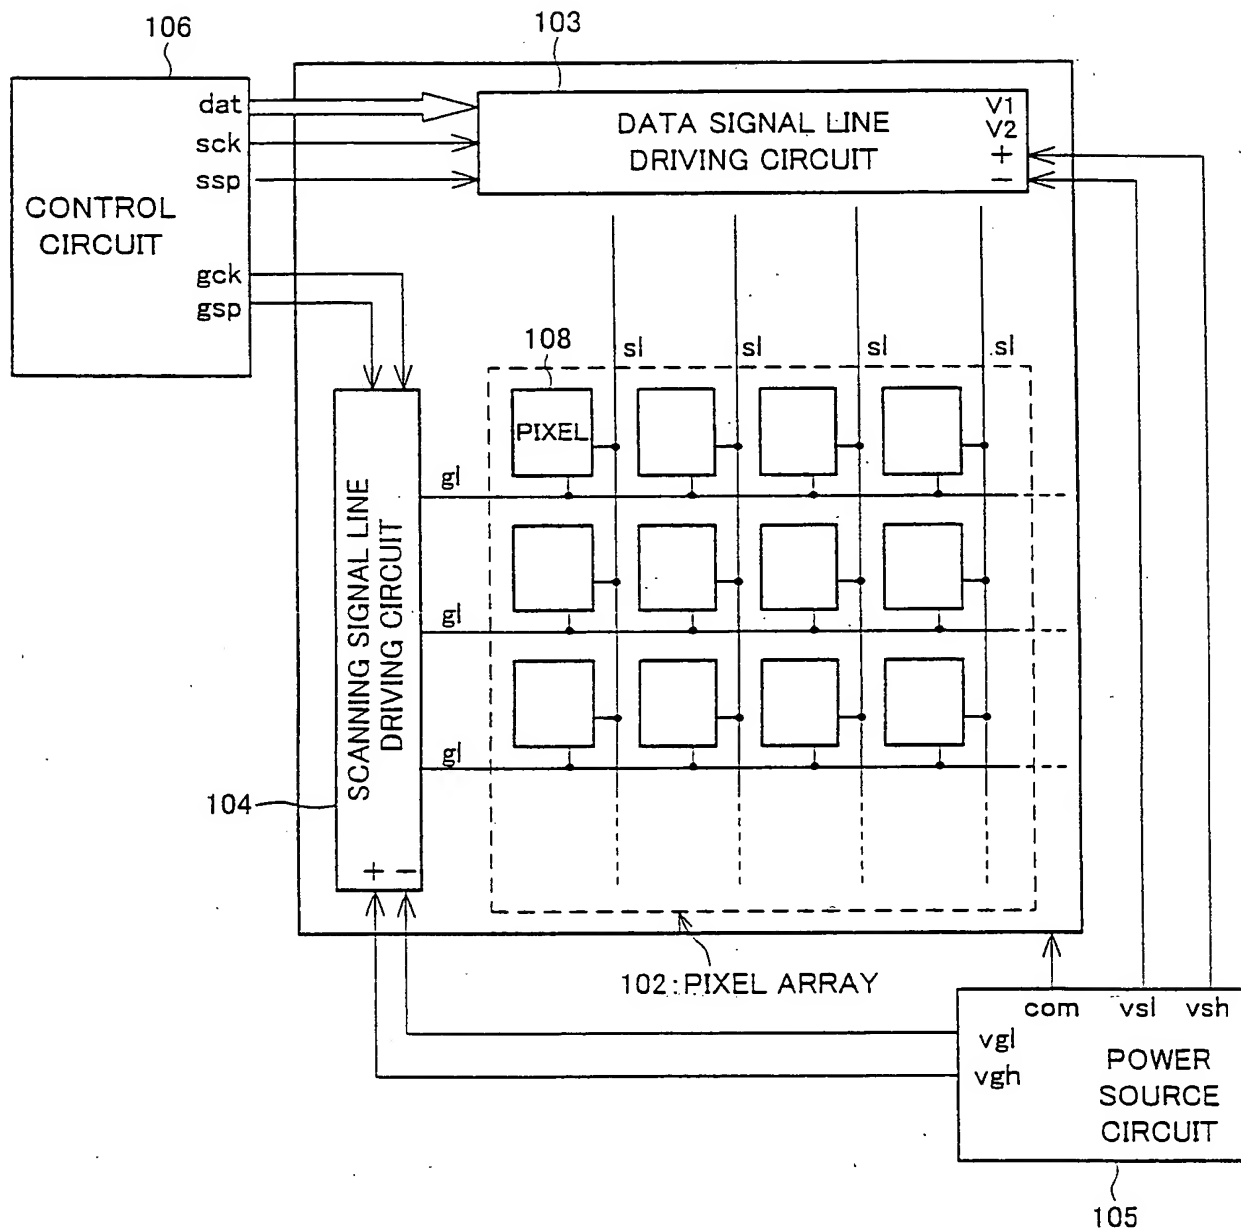 106
103
dat
sck
ssp
CONTROL
CIRCUIT
gck
gsp
DATA SIGNAL LINE
DRIVING CIRCUIT
V1
V2
+
−
108
sl
sl
sl
sl
PIXEL
gl
gl
gl
SCANNING SIGNAL LINE
DRIVING CIRCUIT
104
+ −
102:PIXEL ARRAY
com
vsl
vsh
vgl
vgh
POWER
SOURCE
CIRCUIT
105